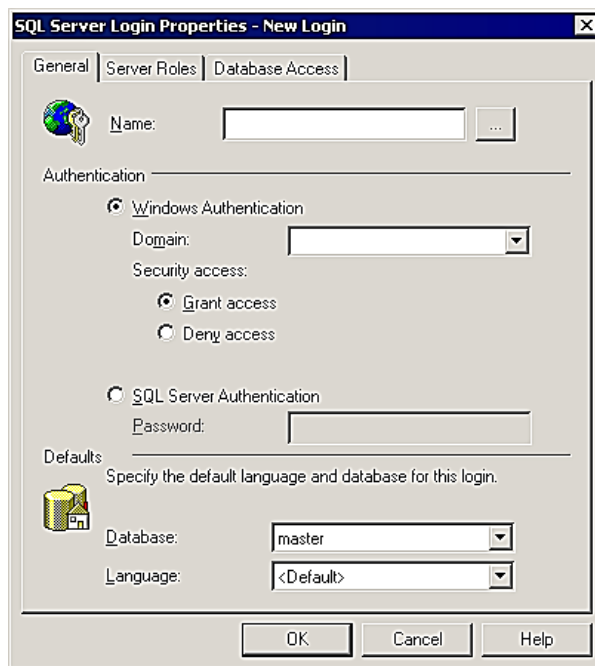 SQL Server Login Properties - New Login
General Server Roles Database Access
Name: ...
Authentication
Windows Authentication
Domain:
Security access:
Grant access
Deny access
SQL Server Authentication
Password:
Defaults
Specify the default language and database for this login.
Database: master
Language: <Default>
OK Cancel Help